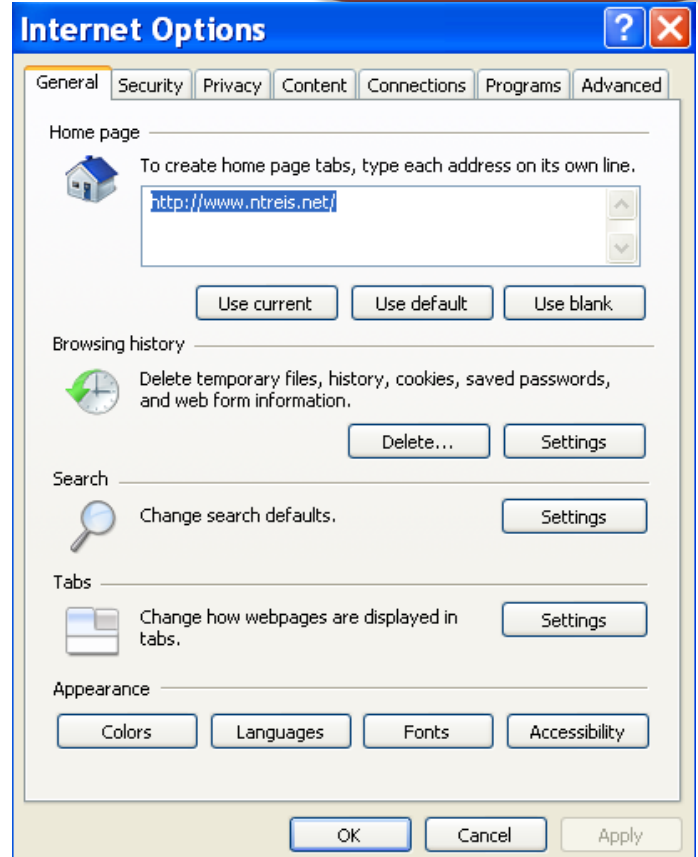 Internet Options
?
General Security Privacy Content Connections Programs Advanced
Home page
To create home page tabs, type each address on its own line.
http://www.ntreis.net/
Use current Use default Use blank
Browsing history
Delete temporary files, history, cookies, saved passwords,
and web form information.
Delete... Settings
Search
Change search defaults. Settings
Tabs
Change how webpages are displayed in
tabs.
Settings
Appearance
Colors Languages Fonts Accessibility
OK Cancel Apply